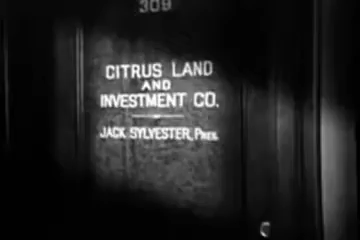 309
CITRUS LAND
AND
INVESTMENT CO.
JACK SYLVESTER, PRES.